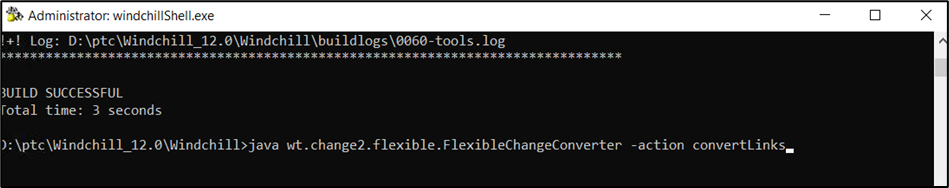 Administrator: windchillShell.exe
!+! Log: D:\ptc\Windchill_12.0\Windchill\buildlogs\0060-tools.log
*******************************************************************************
BUILD SUCCESSFUL
Total time: 3 seconds
D:\ptc\Windchill_12.0\Windchill>java wt.change2.flexible.FlexibleChangeConverter -action convertLinks